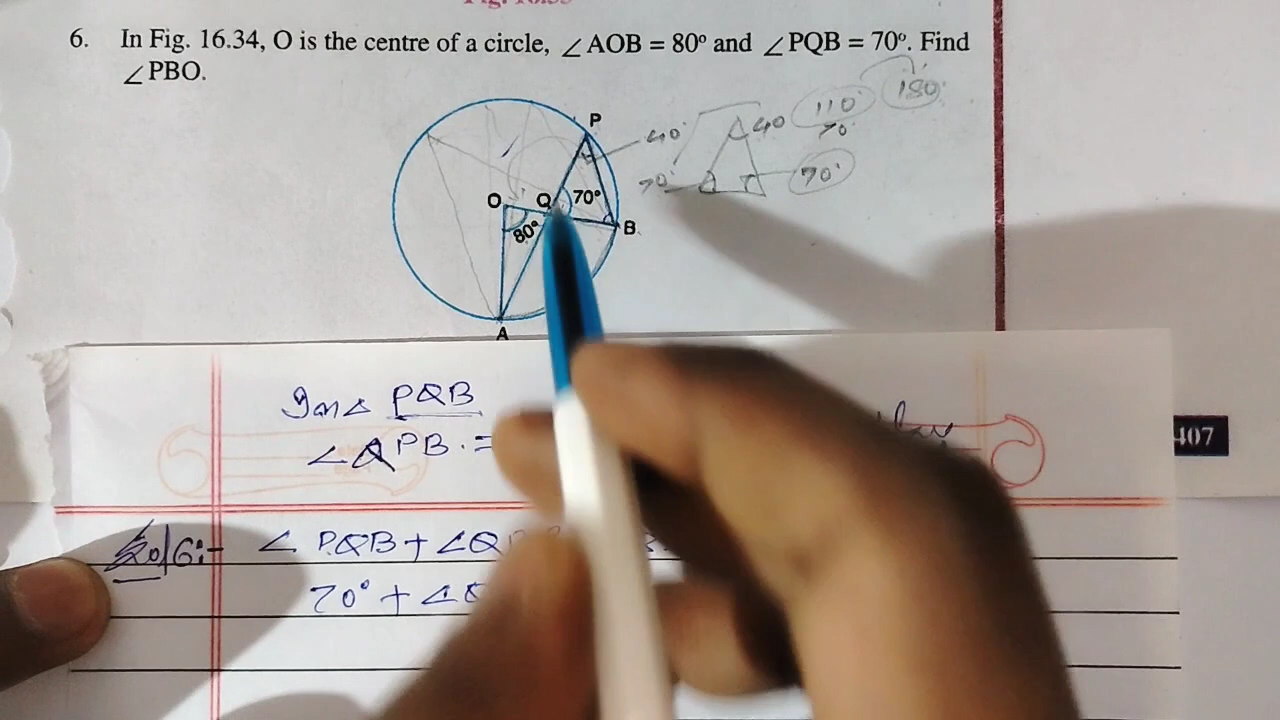 6. In Fig. 16.34, O is the centre of a circle, ∠AOB = 80° and ∠PQB = 70°. Find
∠PBO.
P
40°
40
110°
180°
70°
70°
70°
O
Q
70°
80°
B
A
In △ PQB
∠QPB =
407
Sol6:- ∠ PQB + ∠Q
70° + ∠Q